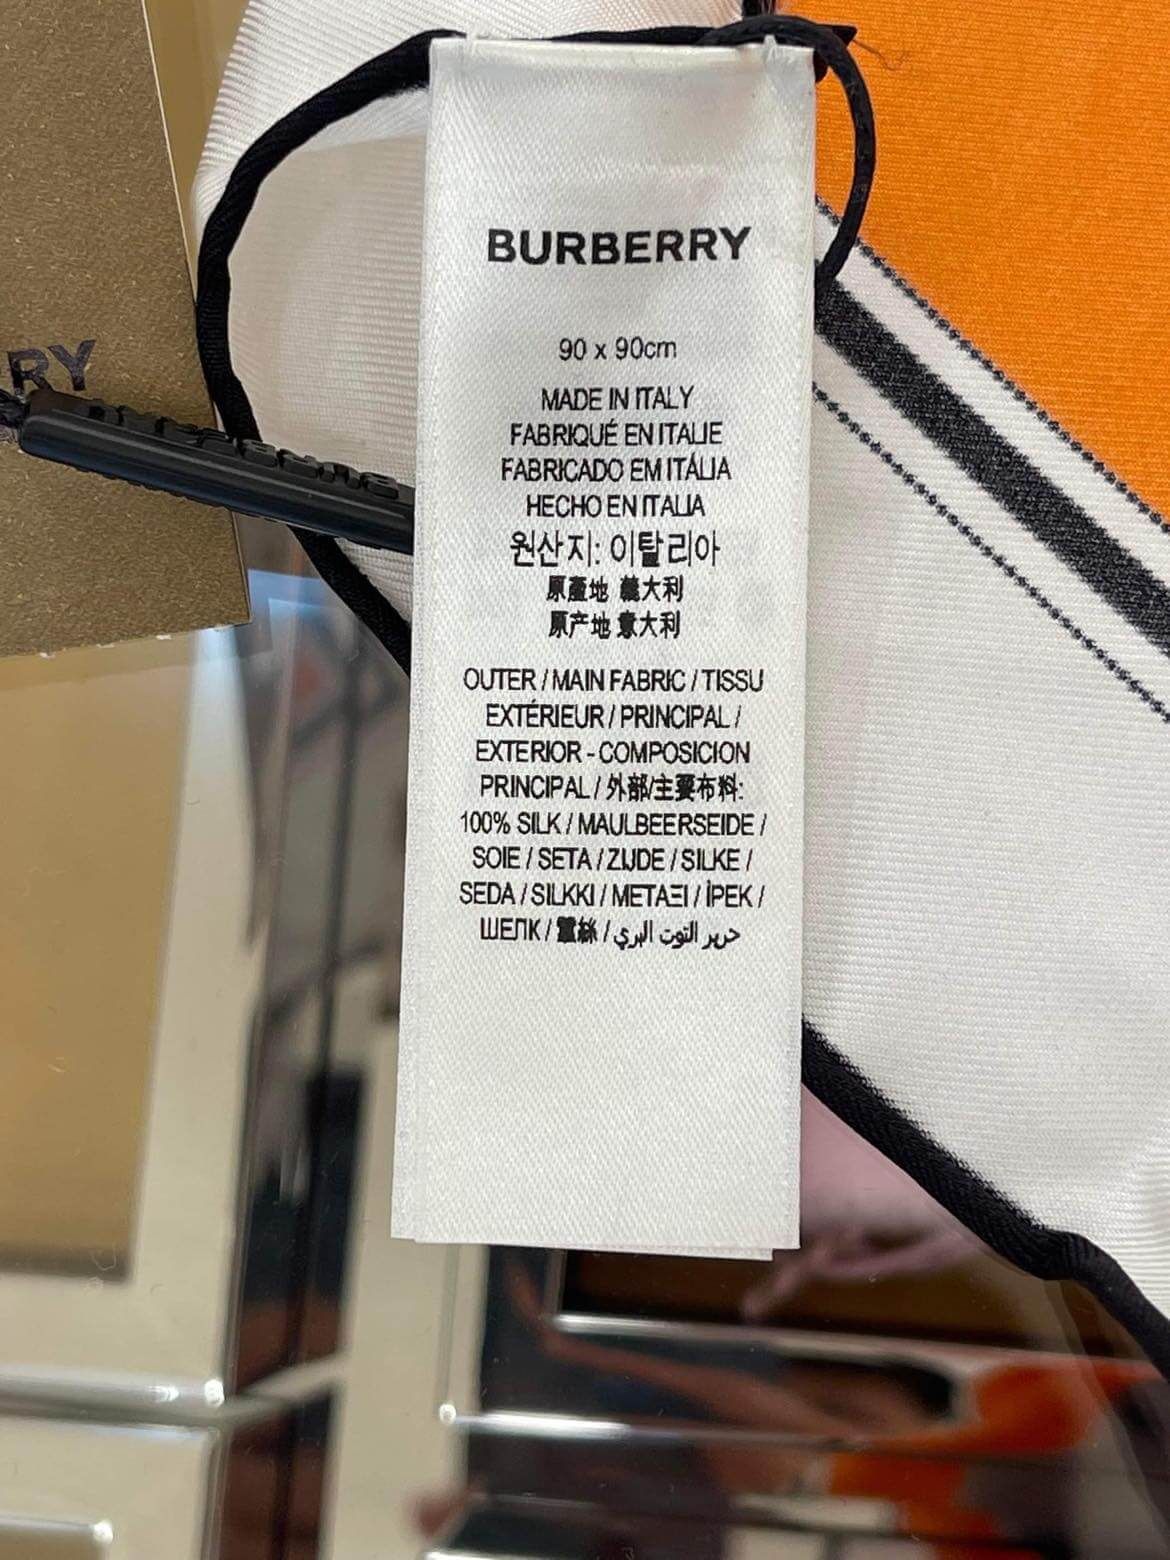 RY
BURBERRY
90 x 90cm
MADE IN ITALY
FABRIQUÉ EN ITALIE
FABRICADO EM ITÁLIA
HECHO EN ITALIA
원산지: 이탈리아
原產地 義大利
原产地 意大利
OUTER / MAIN FABRIC / TISSU
EXTÉRIEUR / PRINCIPAL /
EXTERIOR - COMPOSICION
PRINCIPAL / 外部/主要布料:
100% SILK / MAULBEERSEIDE /
SOIE / SETA / ZIJDE / SILKE /
SEDA / SILKKI / ΜΕΤΑΞΙ / İPEK /
ШЕЛК / 蠶絲 / حرير التوت البري